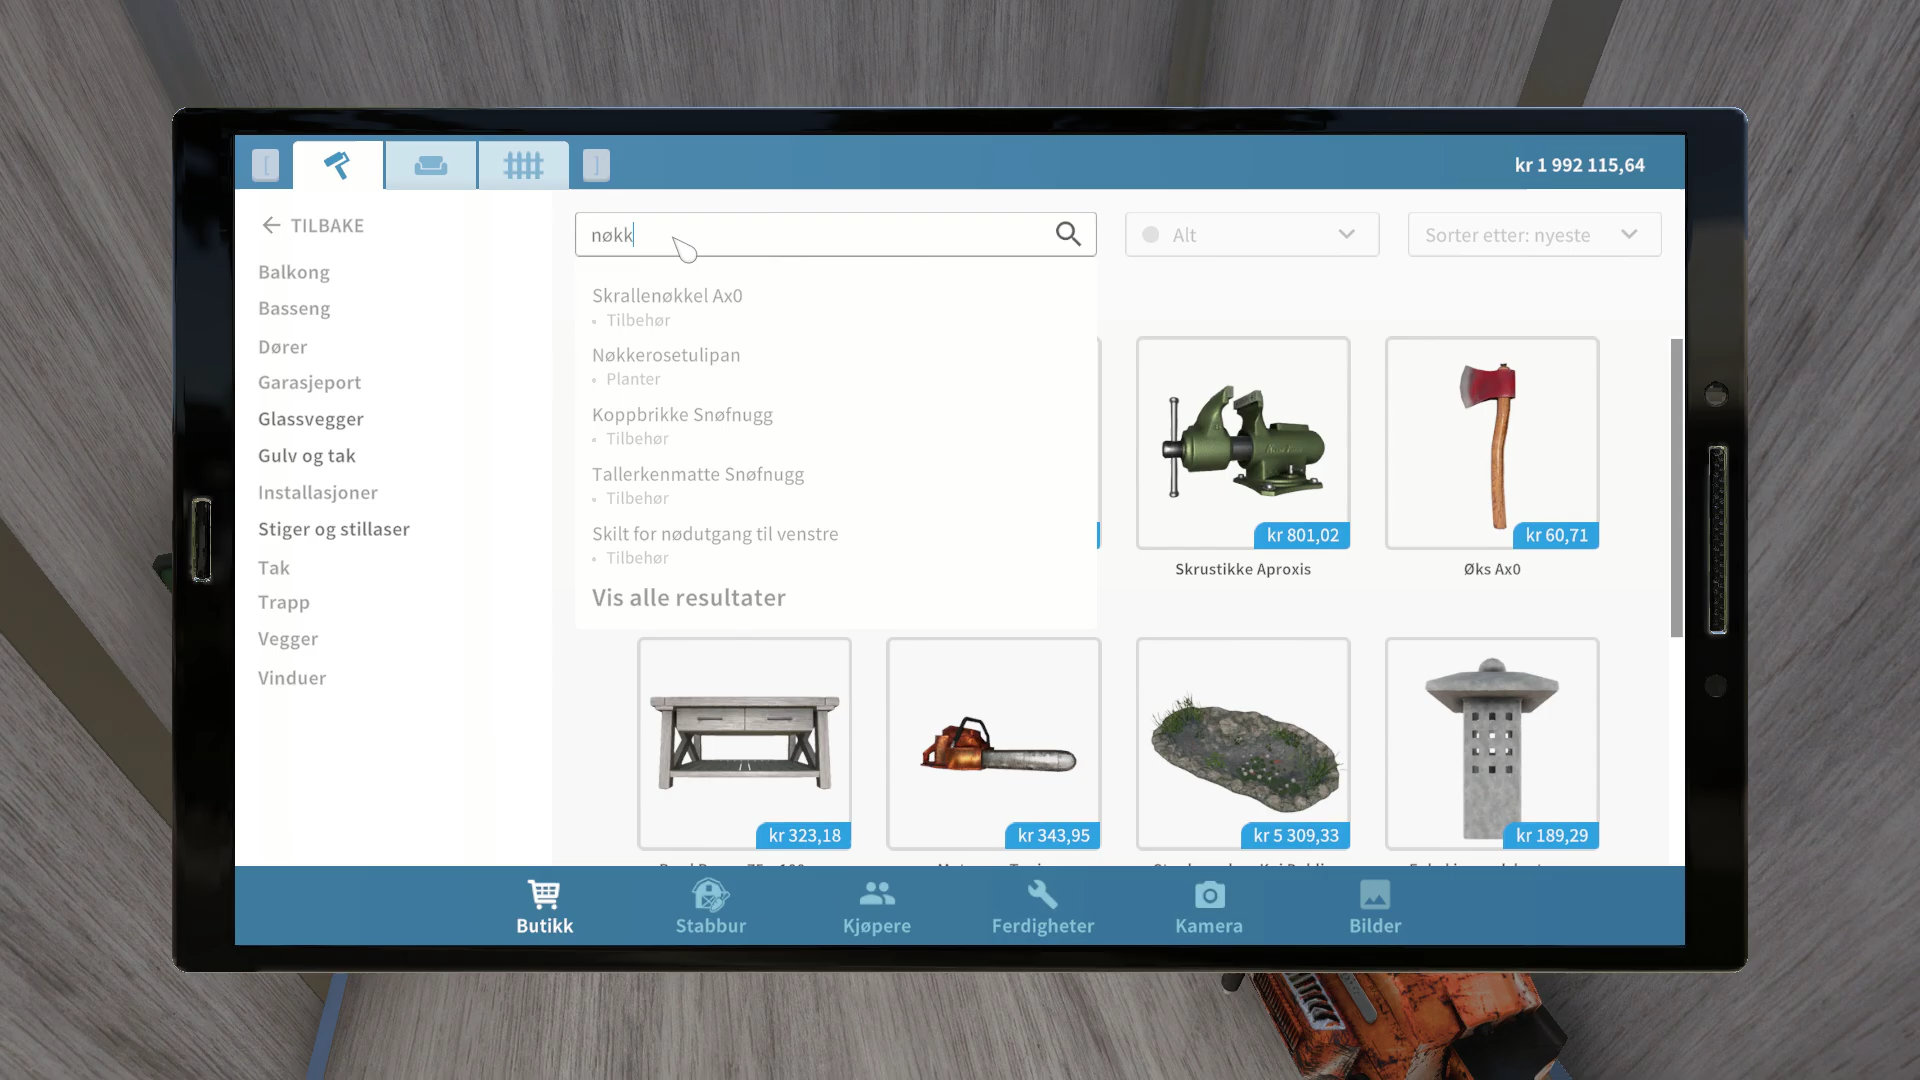 [
]
kr 1 992 115,64
TILBAKE
Balkong
Basseng
Dører
Garasjeport
Glassvegger
Gulv og tak
Installasjoner
Stiger og stillaser
Tak
Trapp
Vegger
Vinduer
nøkk
Alt
Sorter etter: nyeste
Skrallenøkkel Ax0
• Tilbehør
Nøkkerosetulipan
• Planter
Koppbrikke Snøfnugg
• Tilbehør
Tallerkenmatte Snøfnugg
• Tilbehør
Skilt for nødutgang til venstre
• Tilbehør
Vis alle resultater
kr 801,02
Skrustikke Aproxis
kr 60,71
Øks Ax0
kr 323,18
kr 343,95
kr 5 309,33
kr 189,29
Butikk
Stabbur
Kjøpere
Ferdigheter
Kamera
Bilder